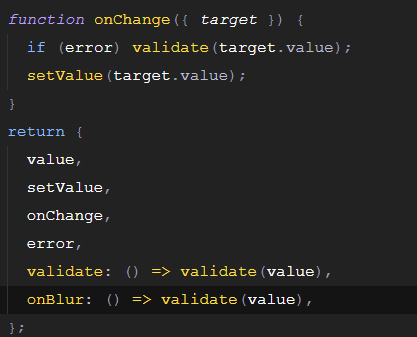 function onChange({ target }) {
  if (error) validate(target.value);
  setValue(target.value);
}
return {
  value,
  setValue,
  onChange,
  error,
  validate: () => validate(value),
  onBlur: () => validate(value),
};